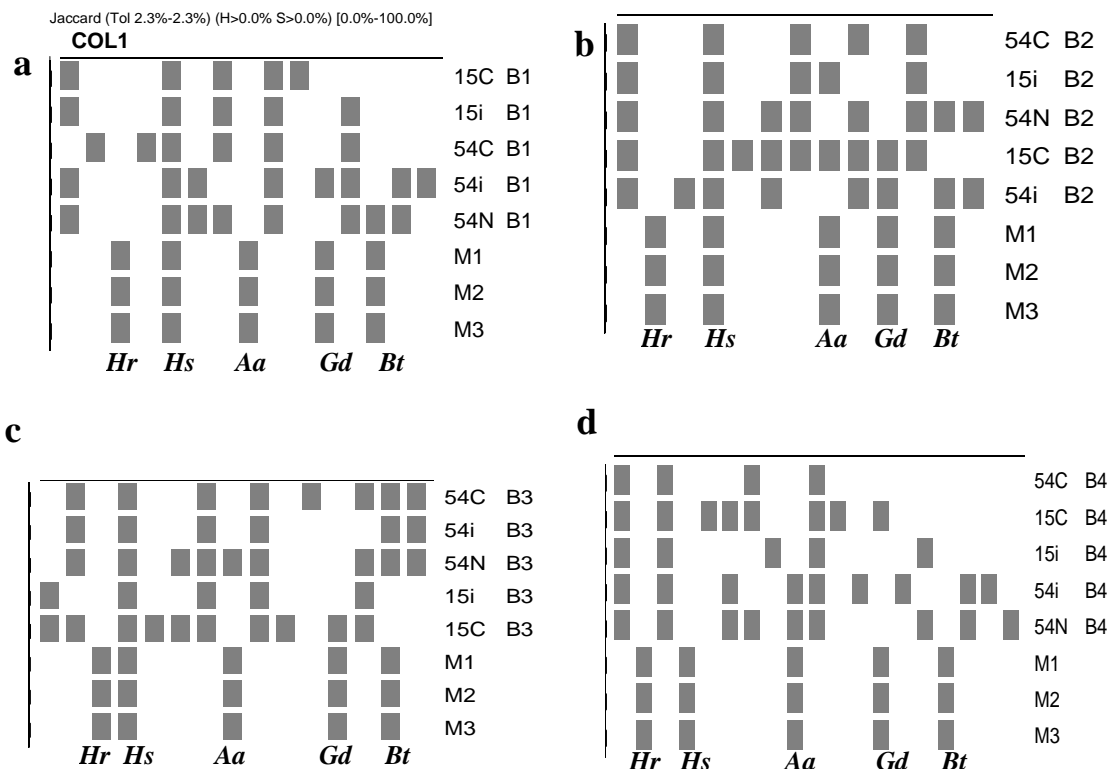 Jaccard (Tol 2.3%-2.3%) (H>0.0% S>0.0%) [0.0%-100.0%]
COL1
a
15C B1
15i B1
54C B1
54i B1
54N B1
M1
M2
M3
Hr Hs Aa Gd Bt
b
54C B2
15i B2
54N B2
15C B2
54i B2
M1
M2
M3
Hr Hs Aa Gd Bt
c
54C B3
54i B3
54N B3
15i B3
15C B3
M1
M2
M3
Hr Hs Aa Gd Bt
d
54C B4
15C B4
15i B4
54i B4
54N B4
M1
M2
M3
Hr Hs Aa Gd Bt